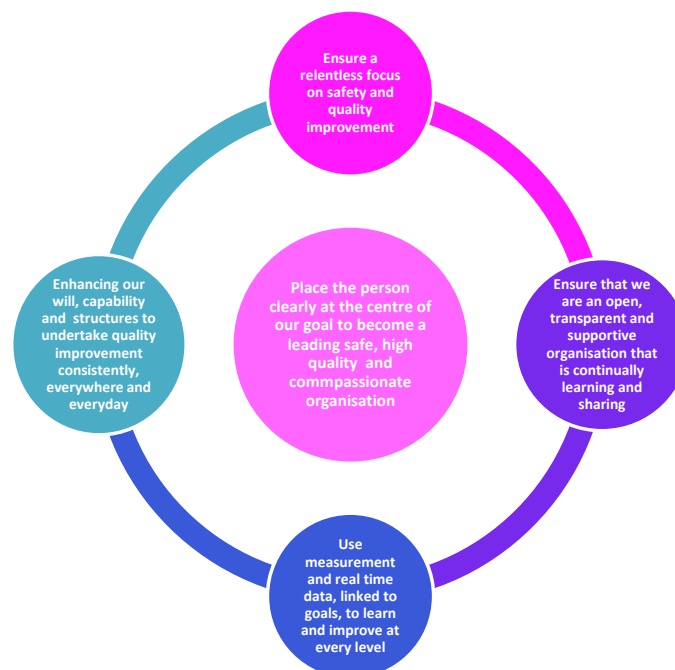 Ensure a
relentless focus
on safety and
quality
improvement
Place the person
clearly at the centre of
our goal to become a
leading safe, high
quality and
commpassionate
organisation
Enhancing our
will, capability
and structures to
undertake quality
improvement
consistently,
everywhere and
everyday
Ensure that we
are an open,
transparent and
supportive
organisation that
is continually
learning and
sharing
Use
measurement
and real time
data, linked to
goals, to learn
and improve at
every level